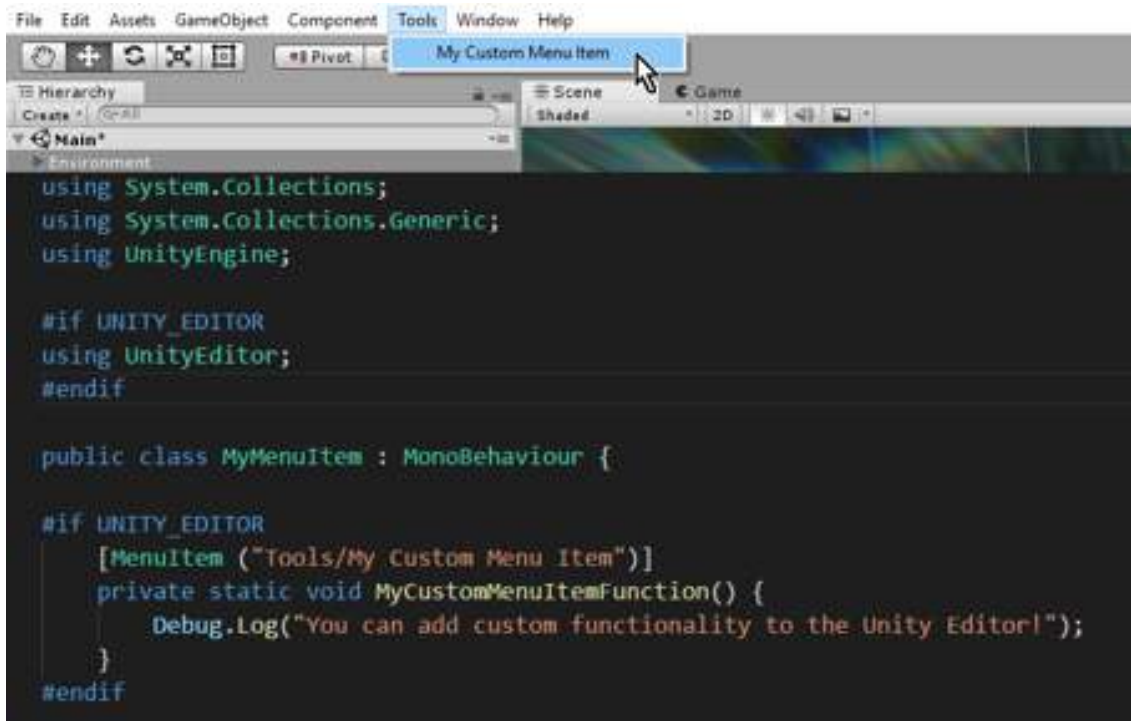 File Edit Assets GameObject Component Tools Window Help
Pivot
My Custom Menu Item
Hierarchy
Scene
Game
Create
All
Shaded
2D
Main*
Environment
using System.Collections;
using System.Collections.Generic;
using UnityEngine;
#if UNITY_EDITOR
using UnityEditor;
#endif
public class MyMenuItem : MonoBehaviour {
#if UNITY_EDITOR
[MenuItem ("Tools/My Custom Menu Item")]
private static void MyCustomMenuItemFunction() {
Debug.Log("You can add custom functionality to the Unity Editor!");
}
#endif